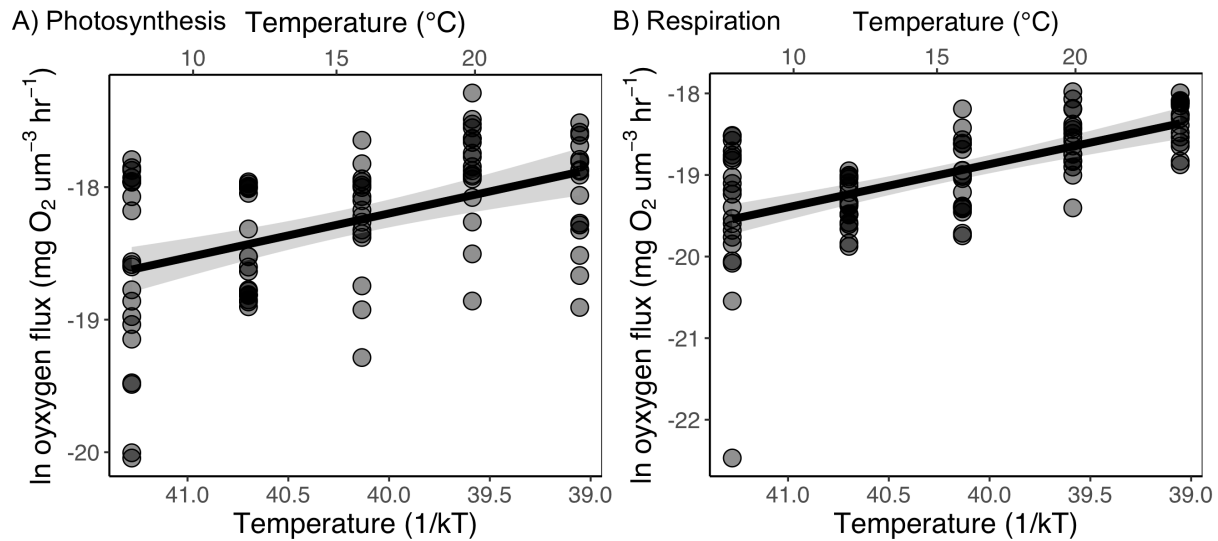 A) Photosynthesis Temperature (°C)
10 15 20
ln oyxygen flux (mg O₂ um⁻³ hr⁻¹)
-18
-19
-20
41.0 40.5 40.0 39.5 39.0
Temperature (1/kT)
B) Respiration Temperature (°C)
10 15 20
ln oyxygen flux (mg O₂ um⁻³ hr⁻¹)
-18
-19
-20
-21
-22
41.0 40.5 40.0 39.5 39.0
Temperature (1/kT)